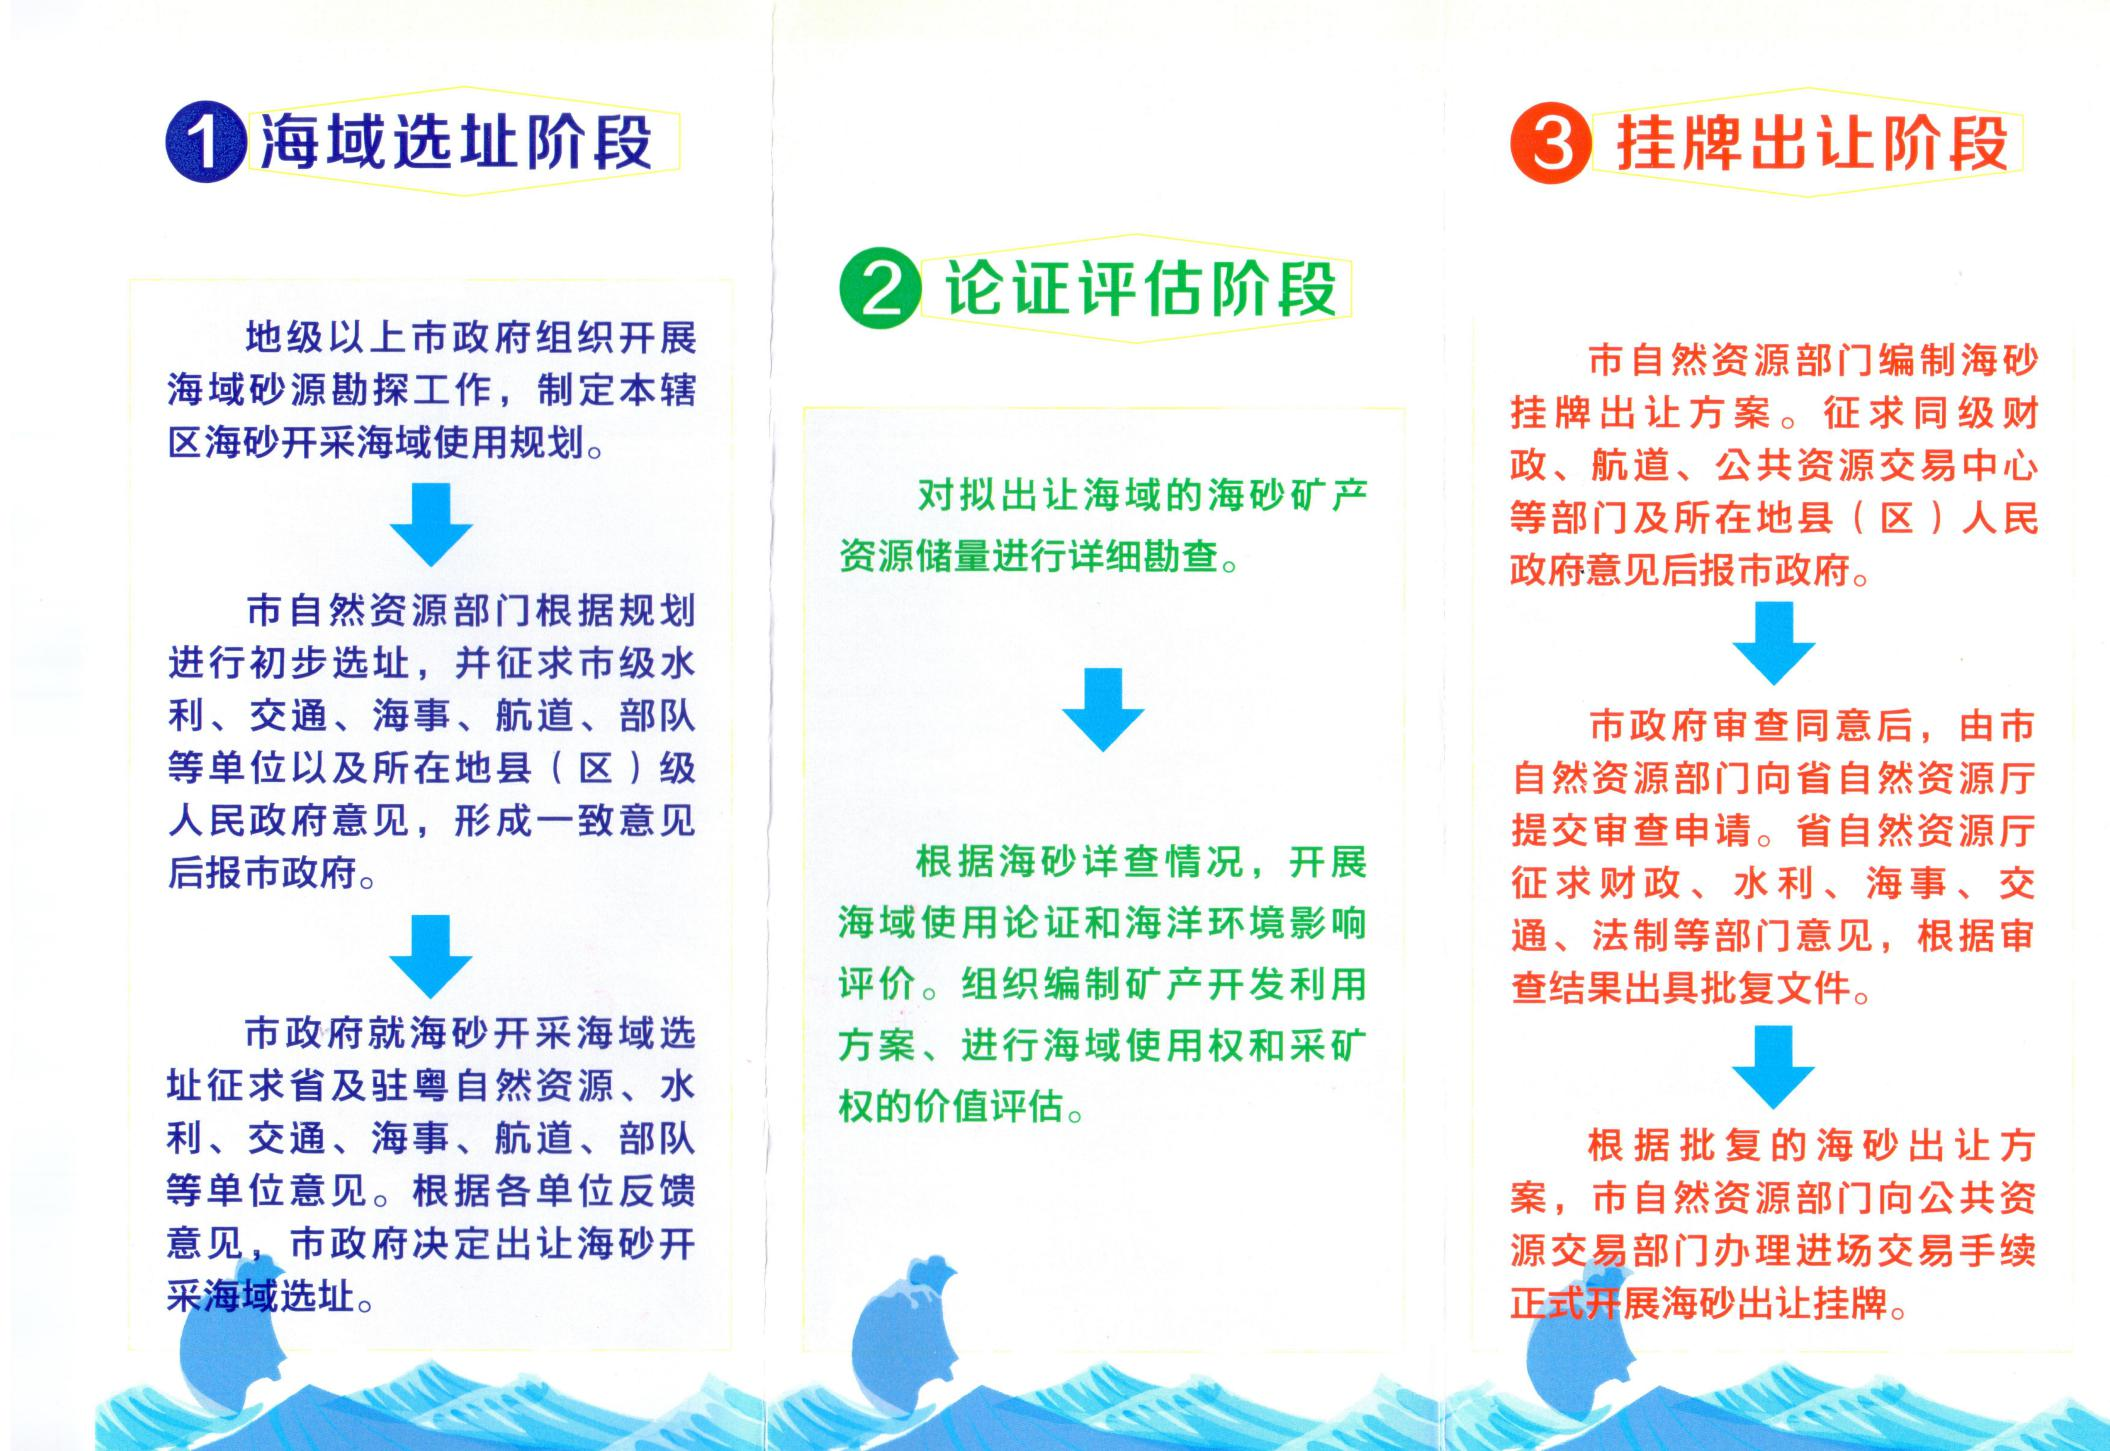 1 海域选址阶段
地级以上市政府组织开展
海域砂源勘探工作，制定本辖
区海砂开采海域使用规划。
市自然资源部门根据规划
进行初步选址，并征求市级水
利、交通、海事、航道、部队
等单位以及所在地县（区）级
人民政府意见，形成一致意见
后报市政府。
市政府就海砂开采海域选
址征求省及驻粤自然资源、水
利、交通、海事、航道、部队
等单位意见。根据各单位反馈
意见，市政府决定出让海砂开
采海域选址。
2 论证评估阶段
对拟出让海域的海砂矿产
资源储量进行详细勘查。
根据海砂详查情况，开展
海域使用论证和海洋环境影响
评价。组织编制矿产开发利用
方案、进行海域使用权和采矿
权的价值评估。
3 挂牌出让阶段
市自然资源部门编制海砂
挂牌出让方案。征求同级财
政、航道、公共资源交易中心
等部门及所在地县（区）人民
政府意见后报市政府。
市政府审查同意后，由市
自然资源部门向省自然资源厅
提交审查申请。省自然资源厅
征求财政、水利、海事、交
通、法制等部门意见，根据审
查结果出具批复文件。
根据批复的海砂出让方
案，市自然资源部门向公共资
源交易部门办理进场交易手续
正式开展海砂出让挂牌。